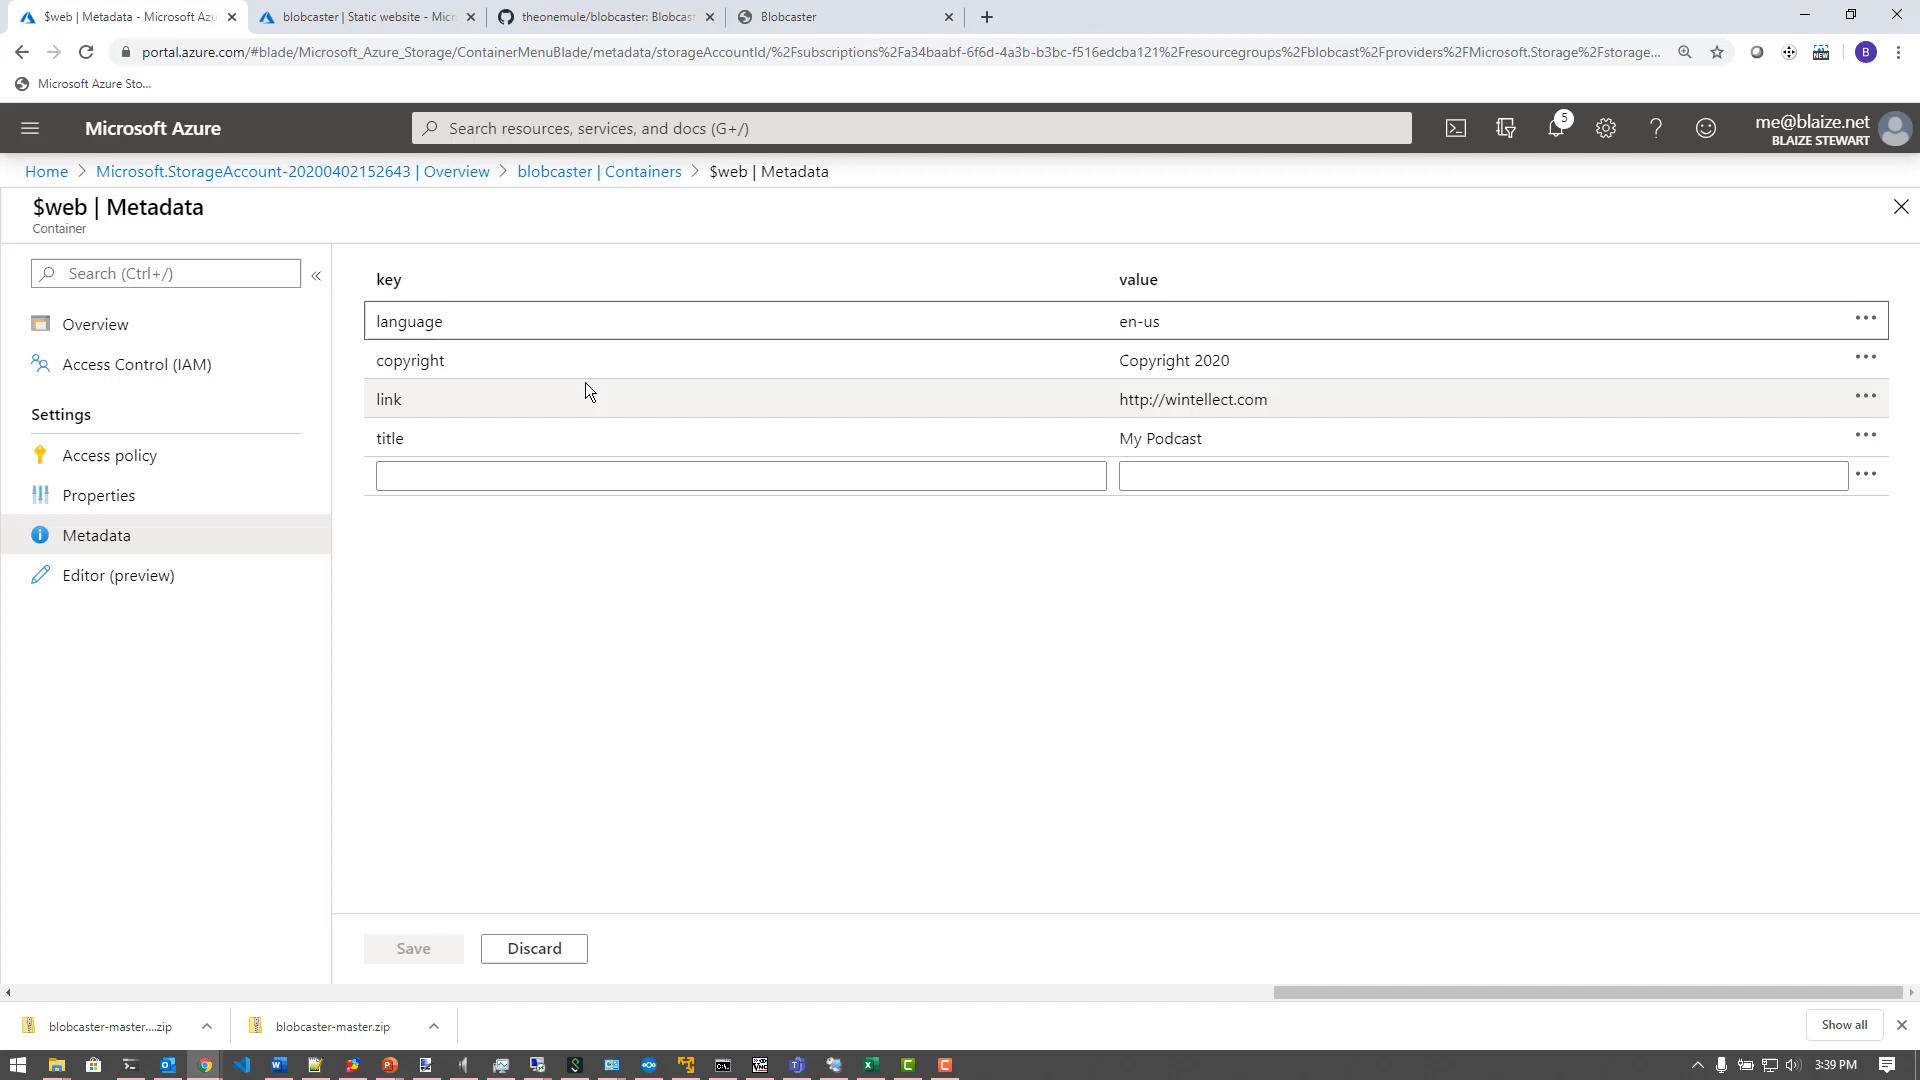 $web | Metadata - Microsoft Azu
blobcaster | Static website - Micr
theonemule/blobcaster: Blobcast
Blobcaster
portal.azure.com/#blade/Microsoft_Azure_Storage/ContainerMenuBlade/metadata/storageAccountId/%2Fsubscriptions%2Fa34baabf-6f6d-4a3b-b3bc-f516edcba121%2Fresourcegroups%2Fblobcast%2Fproviders%2FMicrosoft.Storage%2Fstorage...
NEW
B
Microsoft Azure Sto...
Microsoft Azure
Search resources, services, and docs (G+/)
5
me@blaize.net
BLAIZE STEWART
Home > Microsoft.StorageAccount-20200402152643 | Overview > blobcaster | Containers > $web | Metadata
$web | Metadata
Container
Search (Ctrl+/)
Overview
Access Control (IAM)
Settings
Access policy
Properties
Metadata
Editor (preview)
key value
language en-us
copyright Copyright 2020
link http://wintellect.com
title My Podcast
Save Discard
blobcaster-master....zip
blobcaster-master.zip
Show all
3:39 PM